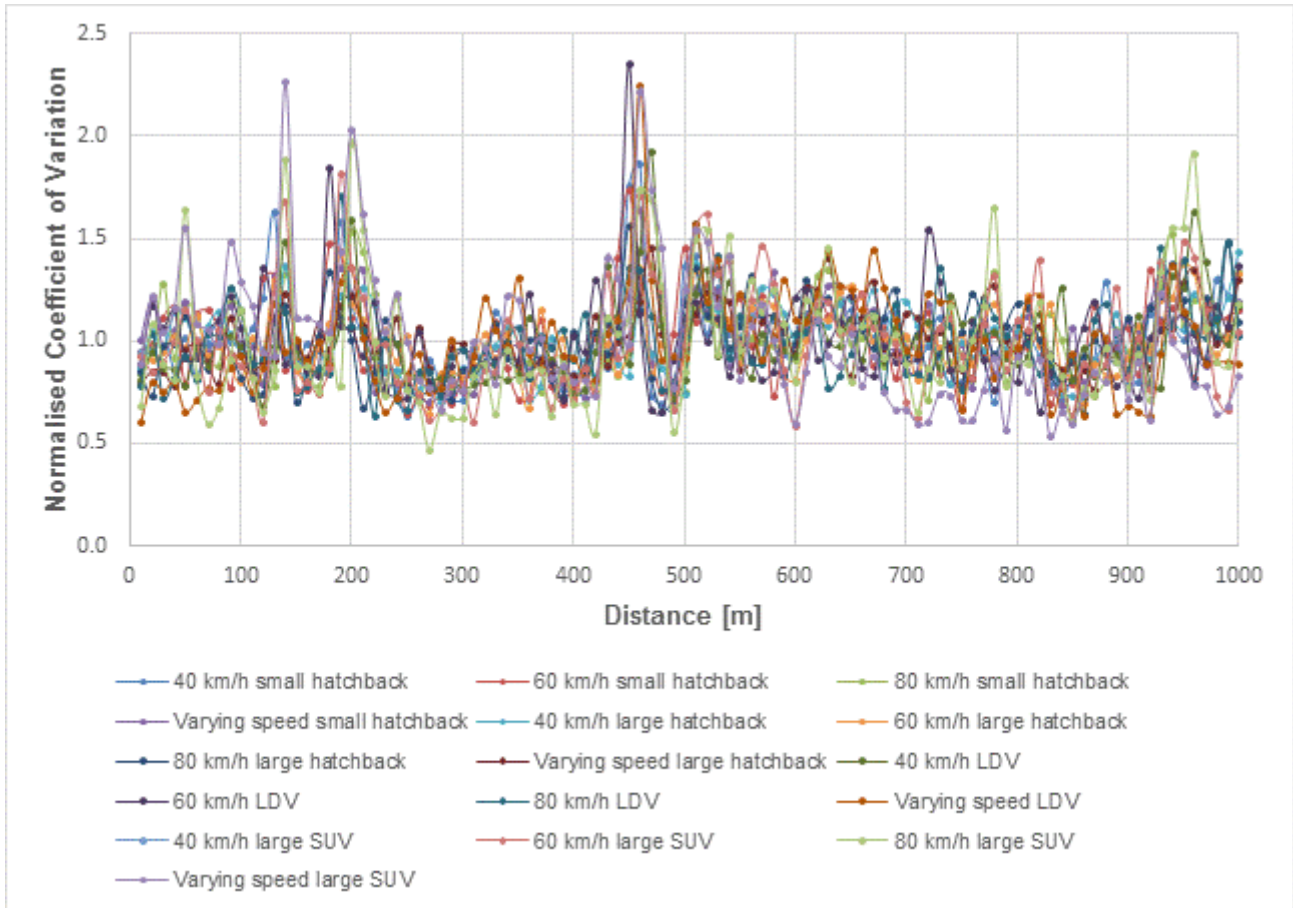 2.5
2.0
1.5
1.0
0.5
0.0
Normalised Coefficient of Variation
0 100 200 300 400 500 600 700 800 900 1000
Distance [m]
40 km/h small hatchback 60 km/h small hatchback 80 km/h small hatchback
Varying speed small hatchback 40 km/h large hatchback 60 km/h large hatchback
80 km/h large hatchback Varying speed large hatchback 40 km/h LDV
60 km/h LDV 80 km/h LDV Varying speed LDV
40 km/h large SUV 60 km/h large SUV 80 km/h large SUV
Varying speed large SUV